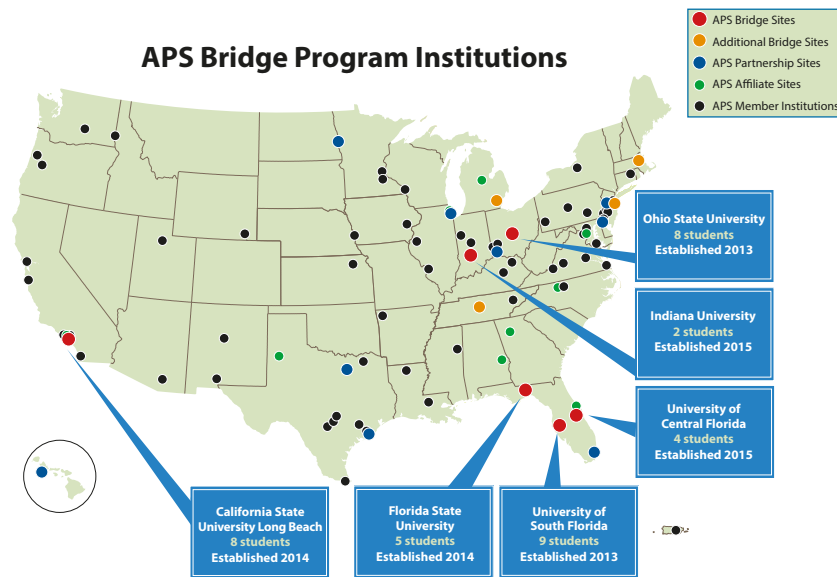 APS Bridge Program Institutions
APS Bridge Sites
Additional Bridge Sites
APS Partnership Sites
APS Affiliate Sites
APS Member Institutions
Ohio State University
8 students
Established 2013
Indiana University
2 students
Established 2015
University of
Central Florida
4 students
Established 2015
California State
University Long Beach
8 students
Established 2014
Florida State
University
5 students
Established 2014
University of
South Florida
9 students
Established 2013